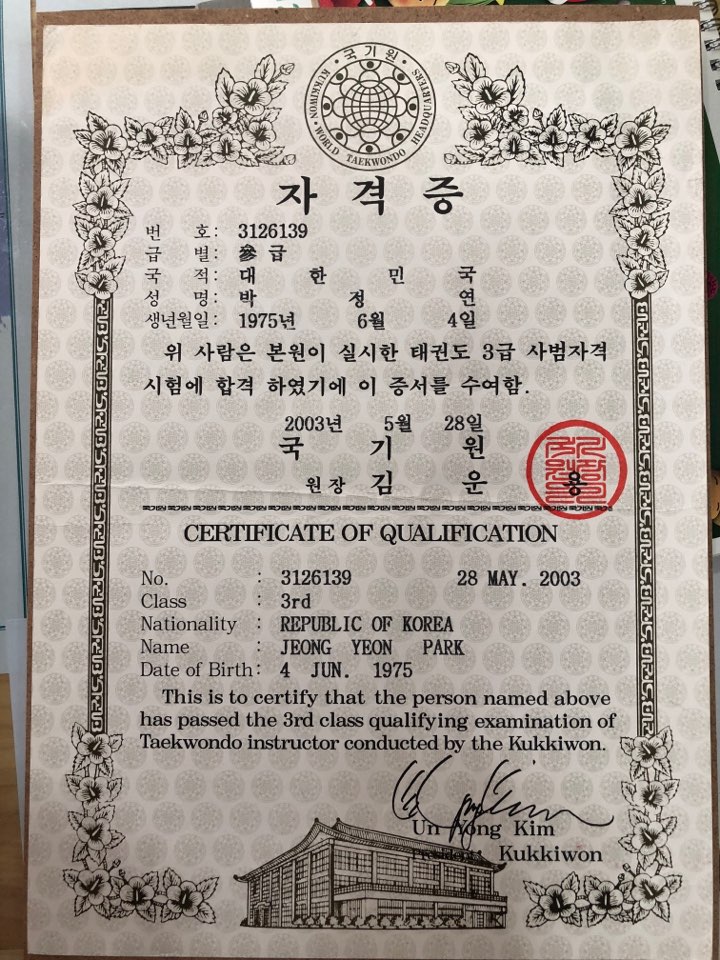 국기원
KUKKIWON · WORLD TAEKWONDO HEADQUARTERS
자격증
번 호: 3126139
급 별: 參 급
국 적: 대 한 민 국
성 명: 박 정 연
생년월일: 1975년 6월 4일
위 사람은 본원이 실시한 태권도 3급 사범자격
시험에 합격 하였기에 이 증서를 수여함.
2003년 5월 28일
국 기 원
원장 김 운 용
CERTIFICATE OF QUALIFICATION
No. : 3126139 28 MAY. 2003
Class : 3rd
Nationality : REPUBLIC OF KOREA
Name : JEONG YEON PARK
Date of Birth : 4 JUN. 1975
This is to certify that the person named above
has passed the 3rd class qualifying examination of
Taekwondo instructor conducted by the Kukkiwon.
Un Yong Kim
President, Kukkiwon